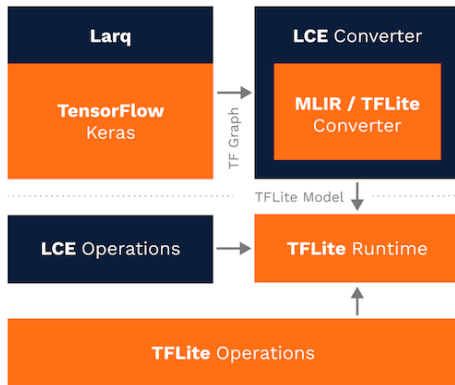 Larq
TensorFlow
Keras
TF Graph
LCE Converter
MLIR / TFLite
Converter
TFLite Model
LCE Operations
TFLite Runtime
TFLite Operations